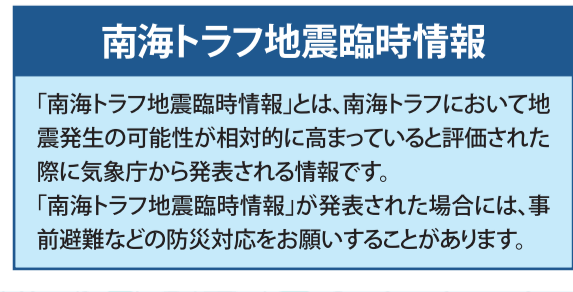 南海トラフ地震臨時情報
「南海トラフ地震臨時情報」とは、南海トラフにおいて地
震発生の可能性が相対的に高まっていると評価された
際に気象庁から発表される情報です。
「南海トラフ地震臨時情報」が発表された場合には、事
前避難などの防災対応をお願いすることがあります。